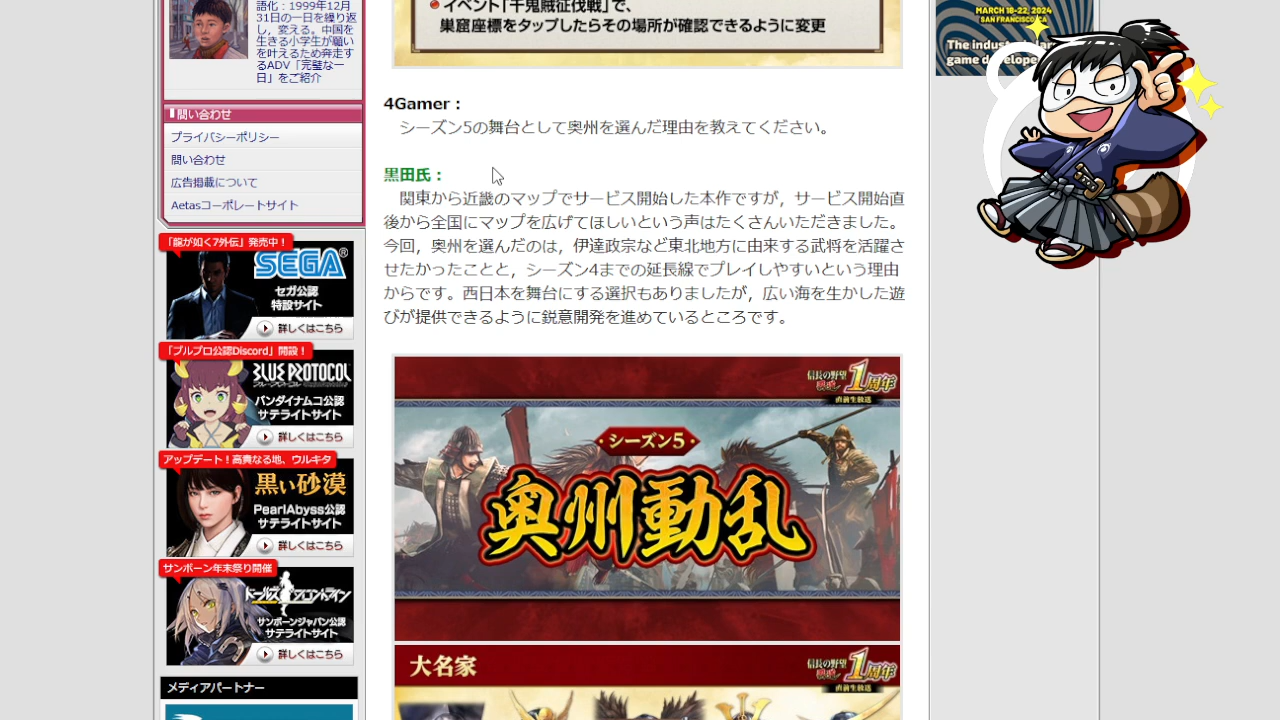 語化：1999年12月
31日の一日を繰り返
し，変える。中国を
生きる小学生が願い
を叶えるため奔走す
るADV「完璧な一
日」をご紹介
問い合わせ
プライバシーポリシー
問い合わせ
広告掲載について
Aetasコーポレートサイト
「龍が如く7外伝」発売中！
SEGA®
セガ公認
特設サイト
詳しくはこちら
「ブルプロ公認Discord」開設！
BLUE PROTOCOL
バンダイナムコ公認
サテライトサイト
詳しくはこちら
アップデート！高貴なる地、ウルキタ
黒い砂漠
PearlAbyss公認
サテライトサイト
詳しくはこちら
サンボーン年末祭り開催
ドールズフロントライン
サンボーンジャパン公認
サテライトサイト
詳しくはこちら
メディアパートナー
イベント「千鬼賊征伐戦」で、
巣窟座標をタップしたらその場所が確認できるように変更
4Gamer：
シーズン5の舞台として奥州を選んだ理由を教えてください。
黒田氏：
関東から近畿のマップでサービス開始した本作ですが，サービス開始直
後から全国にマップを広げてほしいという声はたくさんいただきました。
今回，奥州を選んだのは，伊達政宗など東北地方に由来する武将を活躍さ
せたかったことと，シーズン4までの延長線でプレイしやすいという理由
からです。西日本を舞台にする選択もありましたが，広い海を生かした遊
びが提供できるように鋭意開発を進めているところです。
信長の野望
覇道
1周年
直前生放送
シーズン5
奥州動乱
大名家
信長の野望
覇道
1周年
直前生放送
MARCH 18-22, 2024
SAN FRANCISCO, CA
The industr
game develope